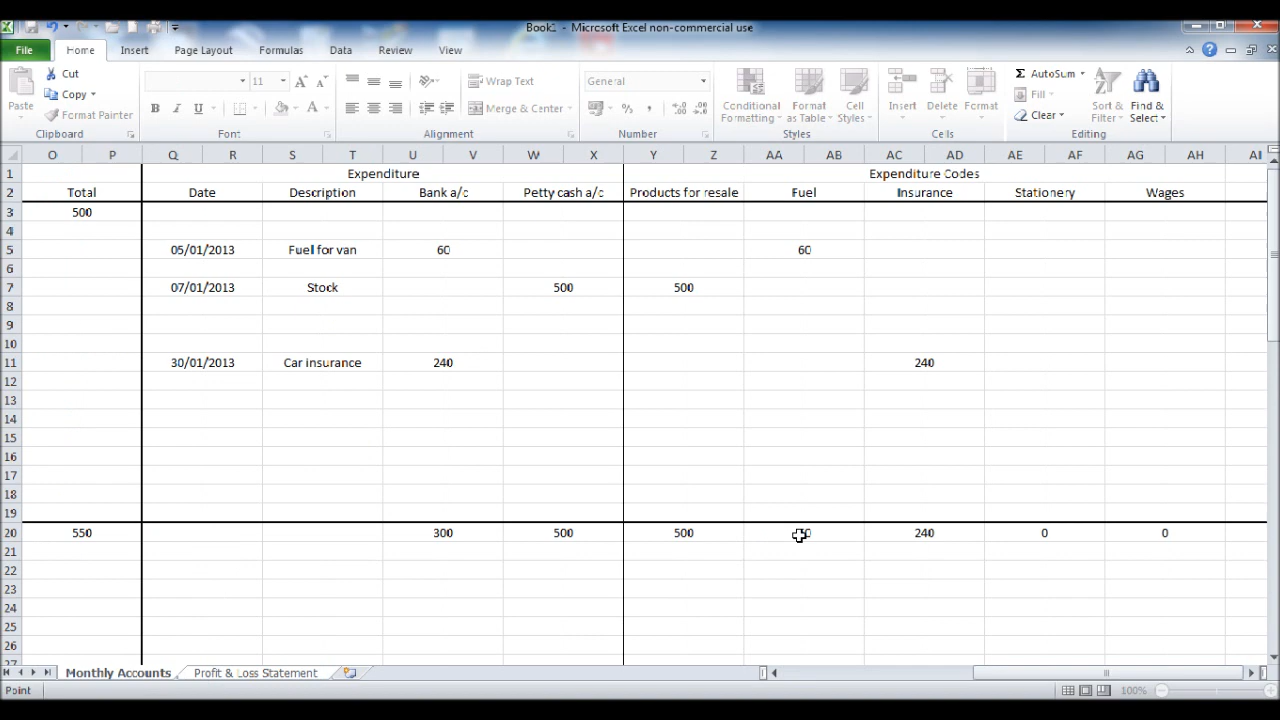 Book1 - Microsoft Excel non-commercial use
File Home Insert Page Layout Formulas Data Review View
Paste Cut Copy Format Painter
11
Wrap Text Merge & Center
General
Conditional Formatting Format as Table Cell Styles
Insert Delete Format
Σ AutoSum Fill Clear Sort & Filter Find & Select
Clipboard Font Alignment Number Styles Cells Editing
O P Q R S T U V W X Y Z AA AB AC AD AE AF AG AH AI
1 Expenditure Expenditure Codes
2 Total Date Description Bank a/c Petty cash a/c Products for resale Fuel Insurance Stationery Wages
3 500
4
5 05/01/2013 Fuel for van 60 60
6
7 07/01/2013 Stock 500 500
8
9
10
11 30/01/2013 Car insurance 240 240
12
13
14
15
16
17
18
19
20 550 300 500 500 240 0 0
21
22
23
24
25
26
27
Monthly Accounts Profit & Loss Statement
Point 100%